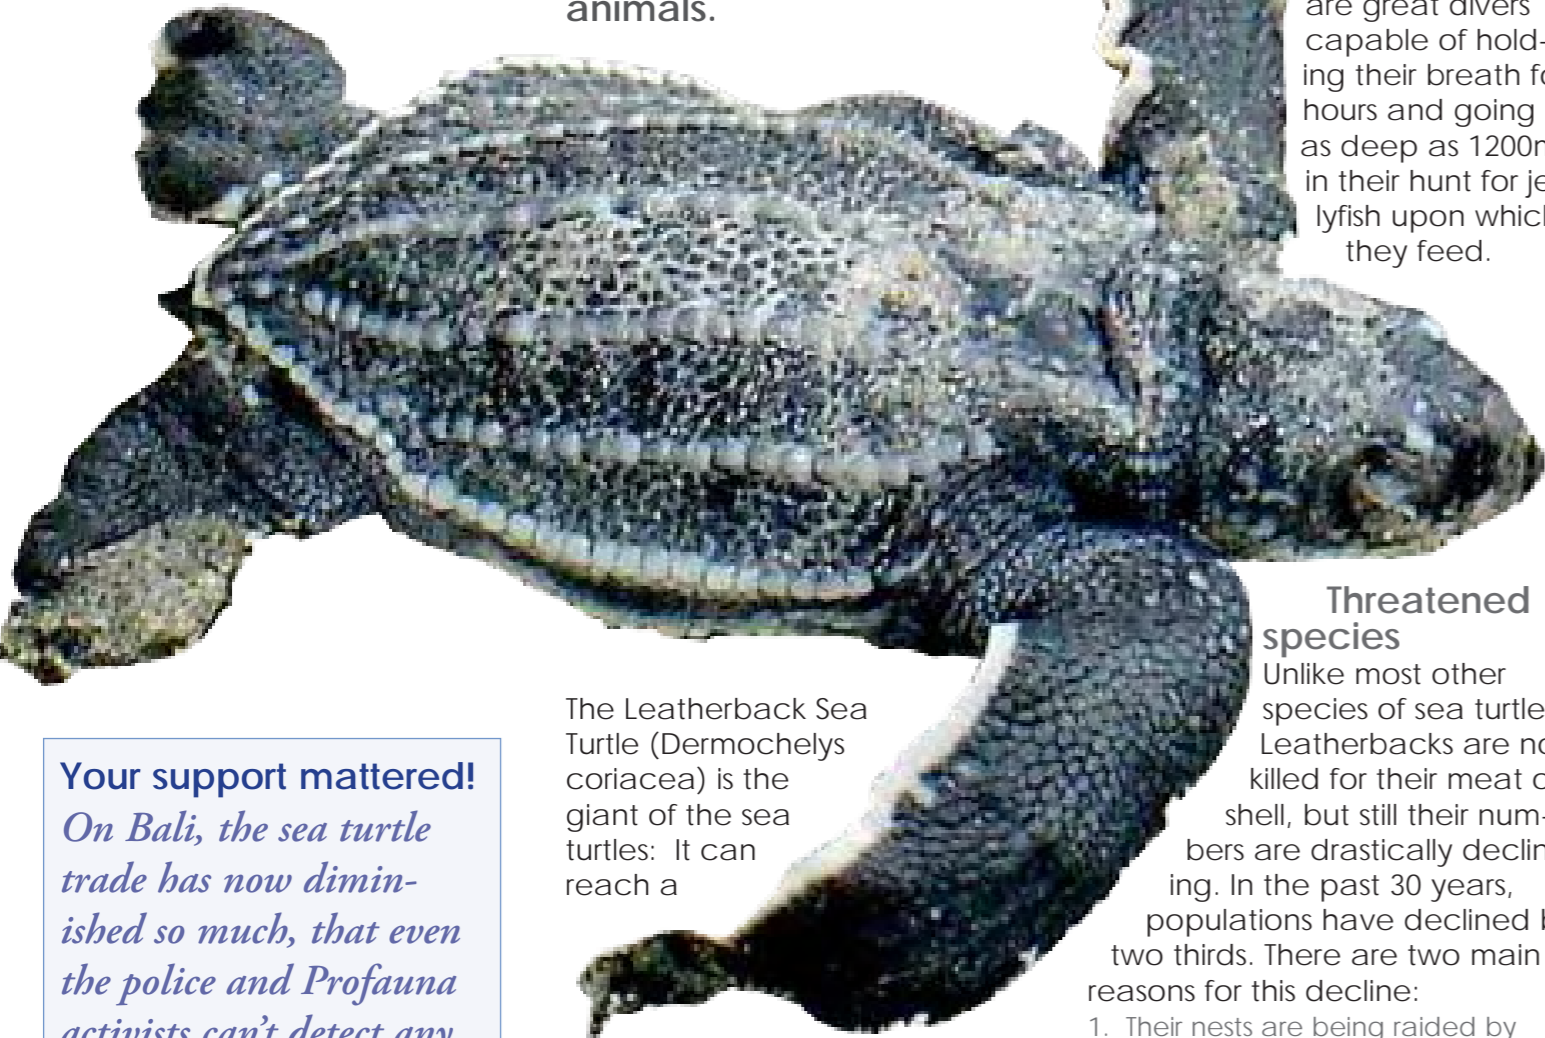 animals.
Your support mattered!
On Bali, the sea turtle
trade has now dimin-
ished so much, that even
the police and Profauna
activists can't detect any
The Leatherback Sea
Turtle (Dermochelys
coriacea) is the
giant of the sea
turtles: It can
reach a
are great divers
capable of hold-
ing their breath fo
hours and going
as deep as 1200m
in their hunt for je
lyfish upon which
they feed.
Threatened
species
Unlike most other
species of sea turtle
Leatherbacks are no
killed for their meat o
shell, but still their num-
bers are drastically declin
ing. In the past 30 years,
populations have declined b
two thirds. There are two main
reasons for this decline:
1. Their nests are being raided by